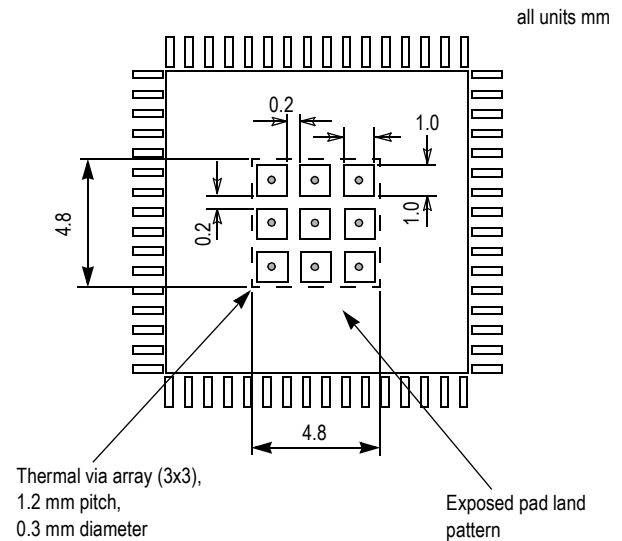 all units mm
0.2
1.0
4.8
0.2
1.0
4.8
Thermal via array (3x3),
1.2 mm pitch,
0.3 mm diameter
Exposed pad land
pattern